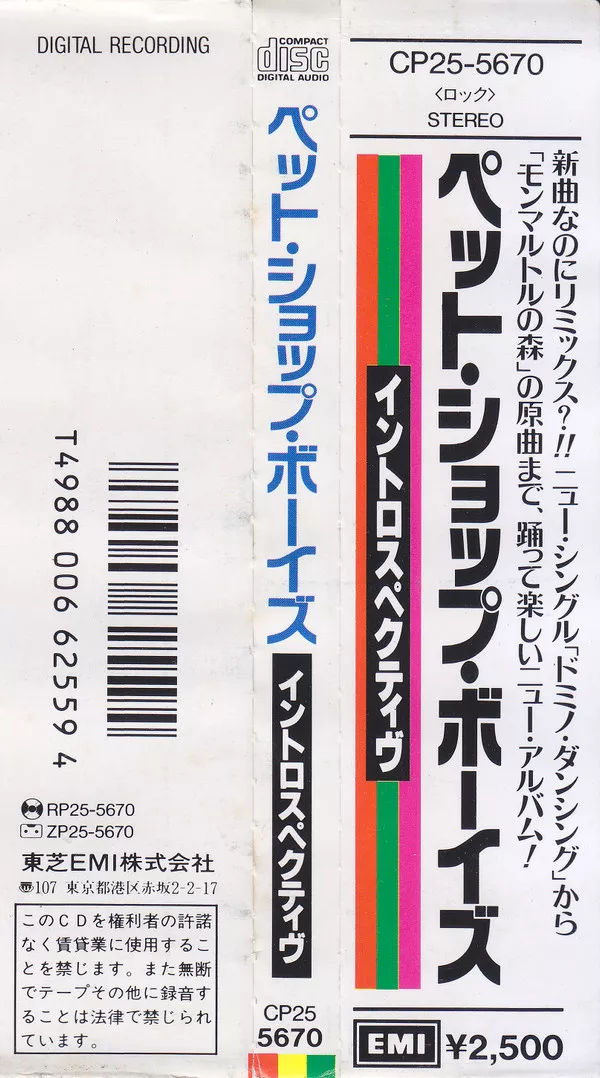 DIGITAL RECORDING
T4988 006 62559 4
RP25-5670
ZP25-5670
東芝EMI株式会社
〠107 東京都港区赤坂2-2-17
このCDを権利者の許諾
なく賃貸業に使用するこ
とを禁じます。また無断
でテープその他に録音す
ることは法律で禁じられ
ています。
COMPACT
disc
DIGITAL AUDIO
ペット・ショップ・ボーイズ
イントロスペクティヴ
CP25
5670
CP25-5670
〈ロック〉
STEREO
新曲なのにリミックス?!! ニュー・シングル「ドミノ・ダンシング」から
「モンマルトルの森」の原曲まで、踊って楽しいニュー・アルバム!
ペット・ショップ・ボーイズ
イントロスペクティヴ
EMI
¥2,500